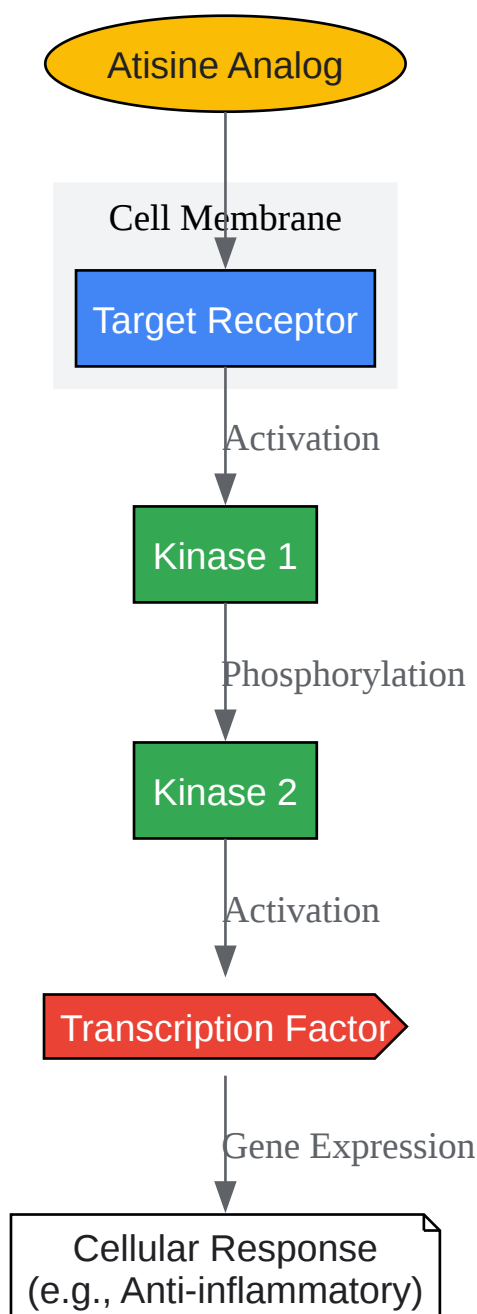 Atisine Analog
Cell Membrane
Target Receptor
Activation
Kinase 1
Phosphorylation
Kinase 2
Activation
Transcription Factor
Gene Expression
Cellular Response
(e.g., Anti-inflammatory)